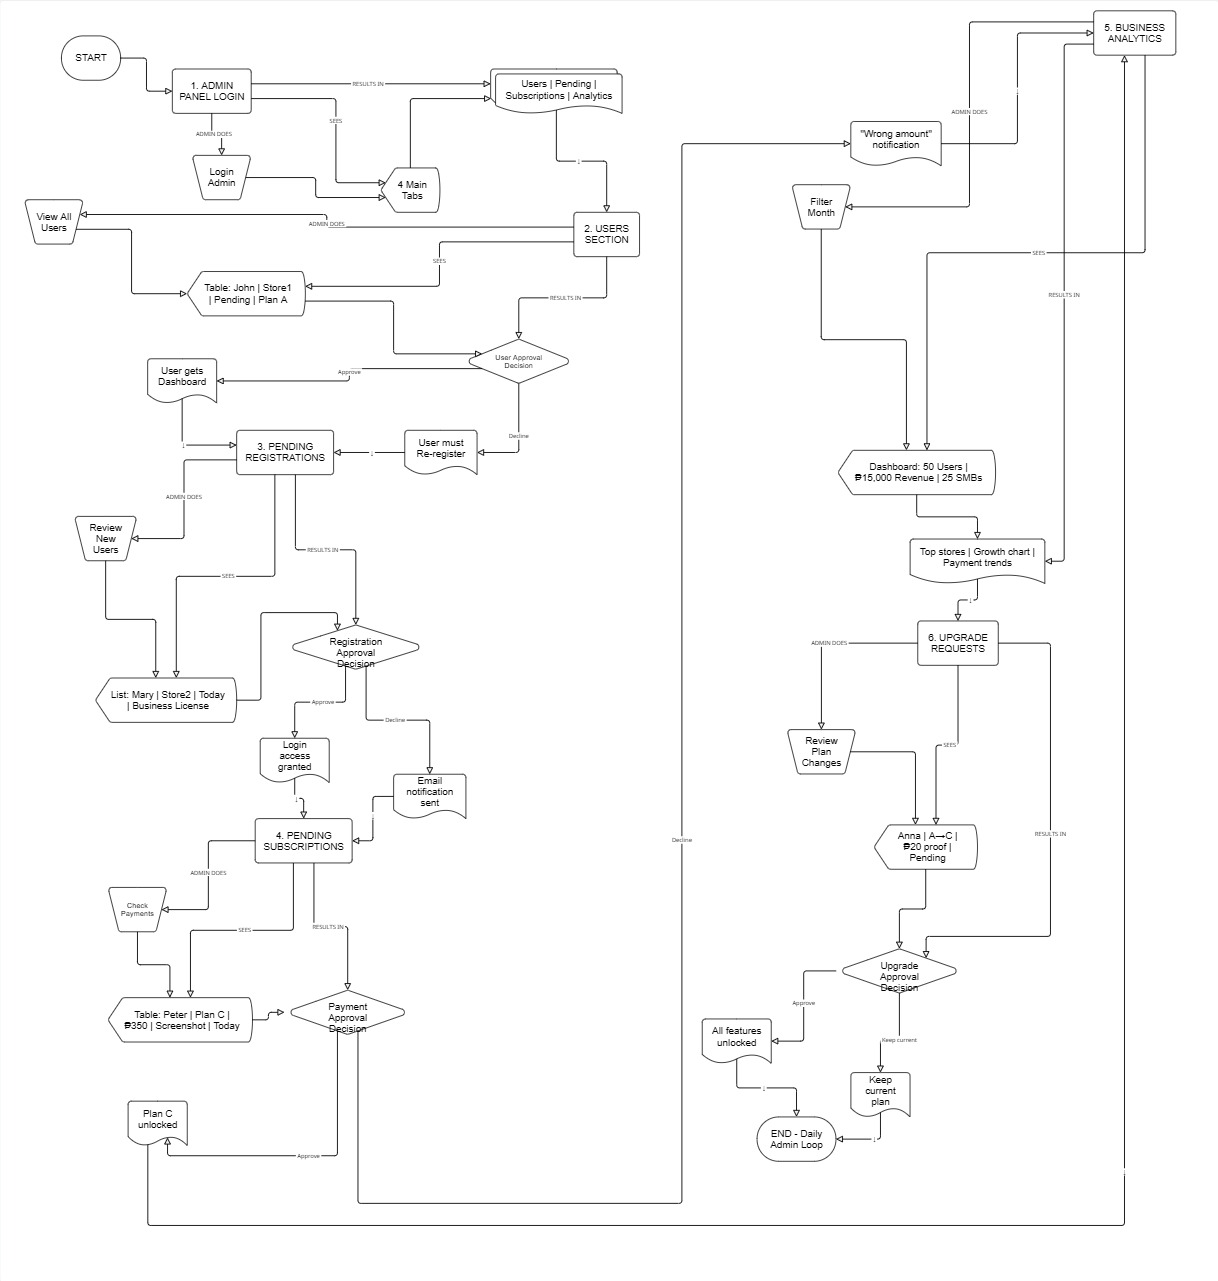 START
1. ADMIN
PANEL LOGIN
RESULTS IN
Users | Pending |
Subscriptions | Analytics
SEES
ADMIN DOES
Login
Admin
4 Main
Tabs
View All
Users
ADMIN DOES
2. USERS
SECTION
SEES
Table: John | Store1
| Pending | Plan A
RESULTS IN
User Approval
Decision
Approve
User gets
Dashboard
Decline
User must
Re-register
3. PENDING
REGISTRATIONS
ADMIN DOES
Review
New
Users
RESULTS IN
SEES
Registration
Approval
Decision
List: Mary | Store2 | Today
| Business License
Approve
Decline
Login
access
granted
Email
notification
sent
4. PENDING
SUBSCRIPTIONS
ADMIN DOES
Check
Payments
SEES
RESULTS IN
Table: Peter | Plan C |
₱350 | Screenshot | Today
Payment
Approval
Decision
Plan C
unlocked
Approve
Decline
5. BUSINESS
ANALYTICS
ADMIN DOES
"Wrong amount"
notification
Filter
Month
SEES
RESULTS IN
Dashboard: 50 Users |
₱15,000 Revenue | 25 SMBs
Top stores | Growth chart |
Payment trends
6. UPGRADE
REQUESTS
ADMIN DOES
Review
Plan
Changes
SEES
RESULTS IN
Anna | A→C |
₱20 proof |
Pending
Upgrade
Approval
Decision
Approve
All features
unlocked
Keep current
Keep
current
plan
END - Daily
Admin Loop